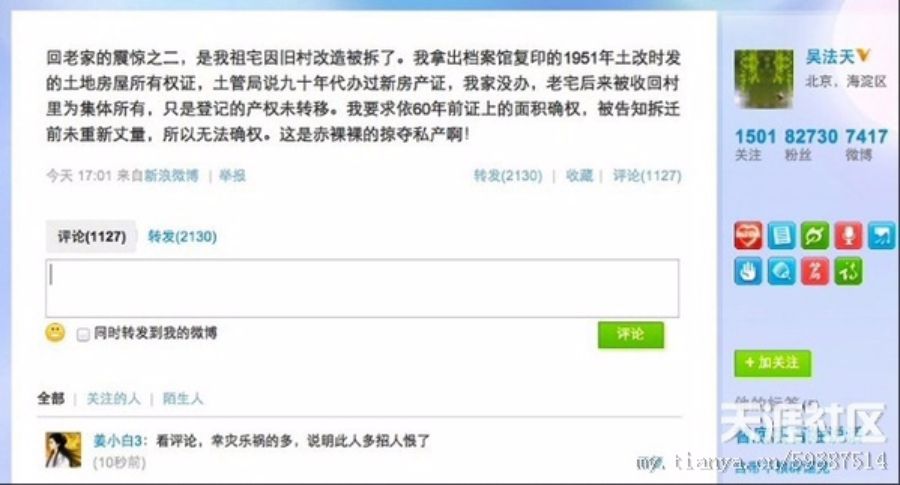 回老家的震惊之二，是我祖宅因旧村改造被拆了。我拿出档案馆复印的1951年土改时发
的土地房屋所有权证，土管局说九十年代办过新房产证，我家没办，老宅后来被收回村
里为集体所有，只是登记的产权未转移。我要求依60年前证上的面积确权，被告知拆迁
前未重新丈量，所以无法确权。这是赤裸裸的掠夺私产啊！
今天 17:01 来自新浪微博 | 举报
转发(2130) | 收藏 | 评论(1127)
评论(1127) 转发(2130)
同时转发到我的微博
评论
全部 | 关注的人 | 陌生人
姜小白3：看评论，幸灾乐祸的多，说明此人多招人恨了
(10秒前)
吴法天
北京，海淀区
1501 82730 7417
关注 粉丝 微博
+ 加关注
他的标签(5)
天涯社区
my.tianya.cn/59387514